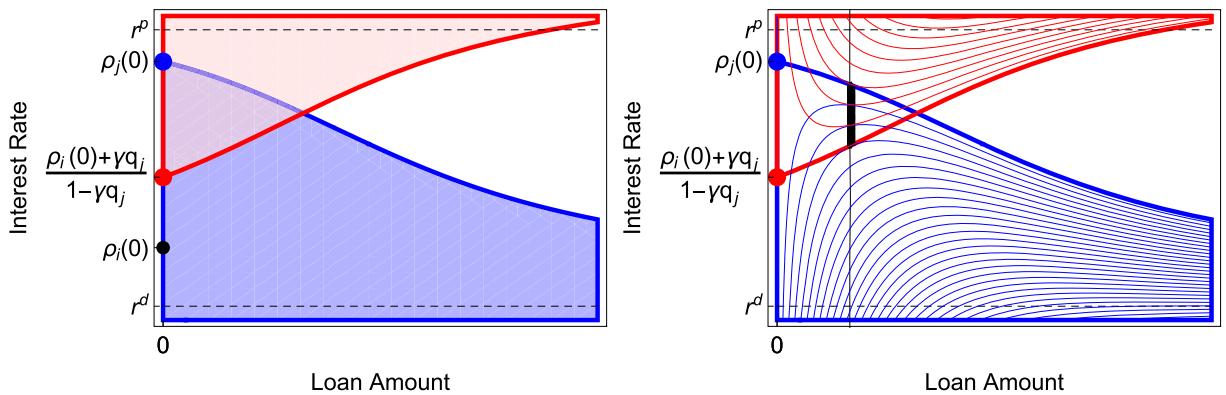 r^p
ρ_j(0)
Interest Rate
ρ_i(0)+γq_j
1-γq_j
ρ_i(0)
r^d
0
Loan Amount
r^p
ρ_j(0)
Interest Rate
ρ_i(0)+γq_j
1-γq_j
r^d
0
Loan Amount